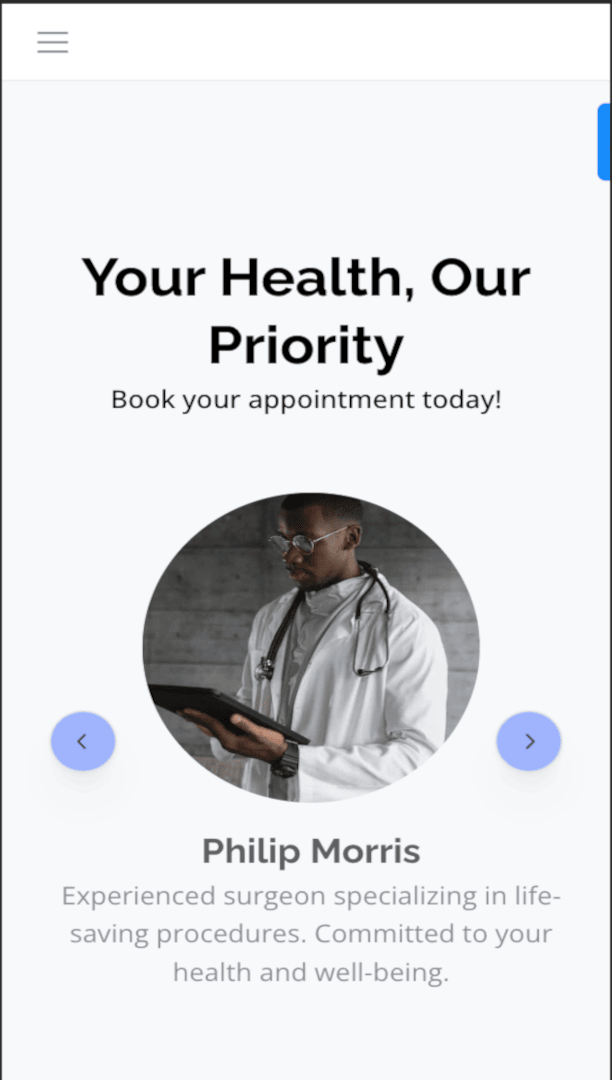 Your Health, Our
Priority
Book your appointment today!
Philip Morris
Experienced surgeon specializing in life-
saving procedures. Committed to your
health and well-being.